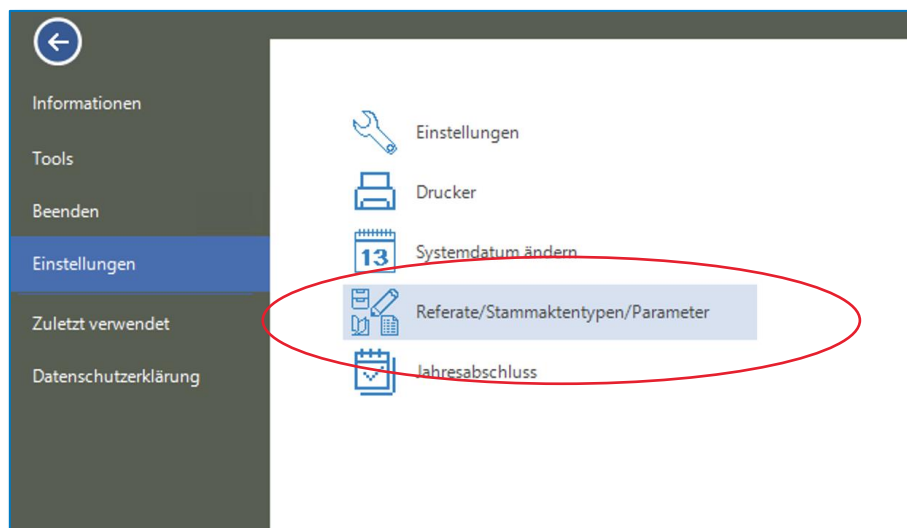 Informationen
Tools
Beenden
Einstellungen
Zuletzt verwendet
Datenschutzerklärung
Einstellungen
Drucker
13 Systemdatum ändern
Referate/Stammaktentypen/Parameter
Jahresabschluss